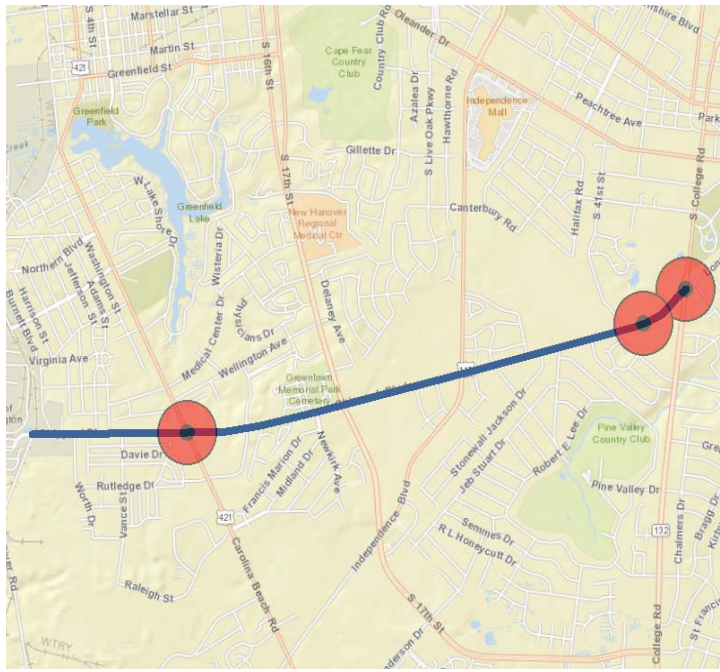 S 4th St
Marstellar St
Martin St
421
Greenfield St
S 16th St
Cape Fear
Country
Club
Country
Club Rd
Oleander Dr
WTRY
Greenfield
Park
Creek
Azalea Dr
S Live Oak Pkwy
Hawthorne Rd
Independence
Mall
Peachtree Ave
Park
Gillette Dr
S 17th St
S College Rd
W Lake Shore Dr
Greenfield
Lake
New Hanover
Regional
Medical Ctr
Canterbury Rd
Halifax Rd
S 41st St
Wisteria Dr
Northern Blvd
Washington St
Adams St
Jefferson St
Harrison St
Burnett Blvd
Medical Center Dr
Physicians Dr
Delaney Ave
Virginia Ave
Wellington Ave
Greenlawn
Memorial Park
Cemetery
Stonewall Jackson Dr
Jeb Stuart Dr
Robert E Lee Dr
Pine Valley
Country Club
Davie Dr
Rutledge Dr
Worth Dr
Vance St
Francis Marion Dr
Midland Dr
Newkirk Ave
Pine Valley Dr
421
Independence Blvd
132
Chalmers Dr
Bragg Dr
Semmes Dr
R L Honeycutt Dr
Raleigh St
Carolina Beach Rd
S 17th St
College Rd
St Francis
WTRY